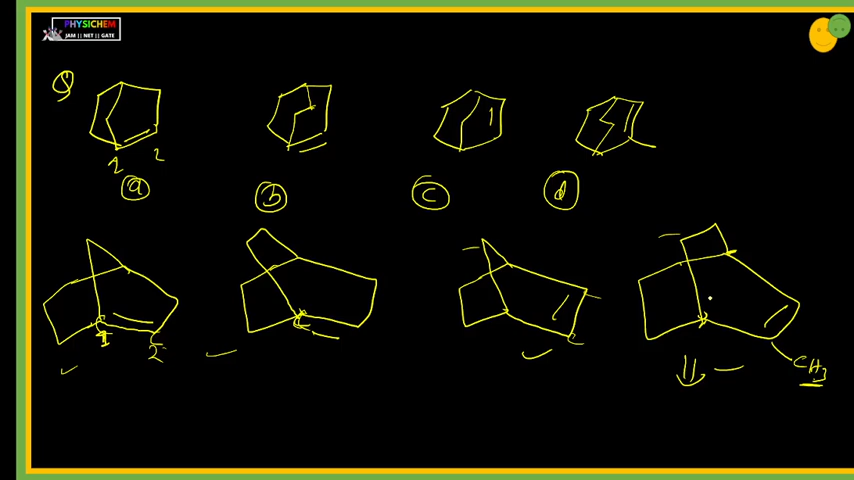 PHYSICHEM
JAM || NET || GATE
Q
1 2
a b c d
1 2
CH3